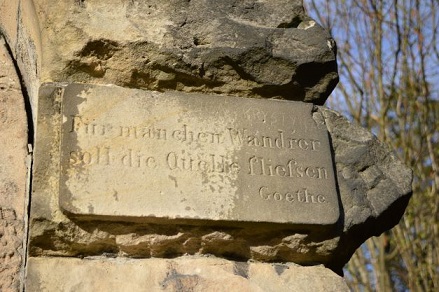 Für manchen Wandrer
soll die Quelle fließen
Goethe